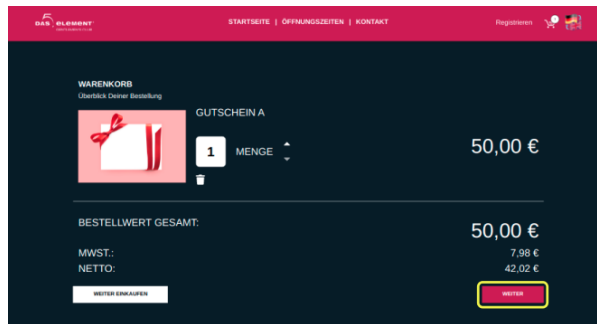 DAS 5 ELEMENT
STARTSEITE | ÖFFNUNGSZEITEN | KONTAKT
Registrieren
WARENKORB
Überblick Deiner Bestellung
GUTSCHEIN A
1 MENGE
50,00 €
BESTELLWERT GESAMT:
50,00 €
MWST.:
7,98 €
NETTO:
42,02 €
WEITER EINKAUFEN
WEITER